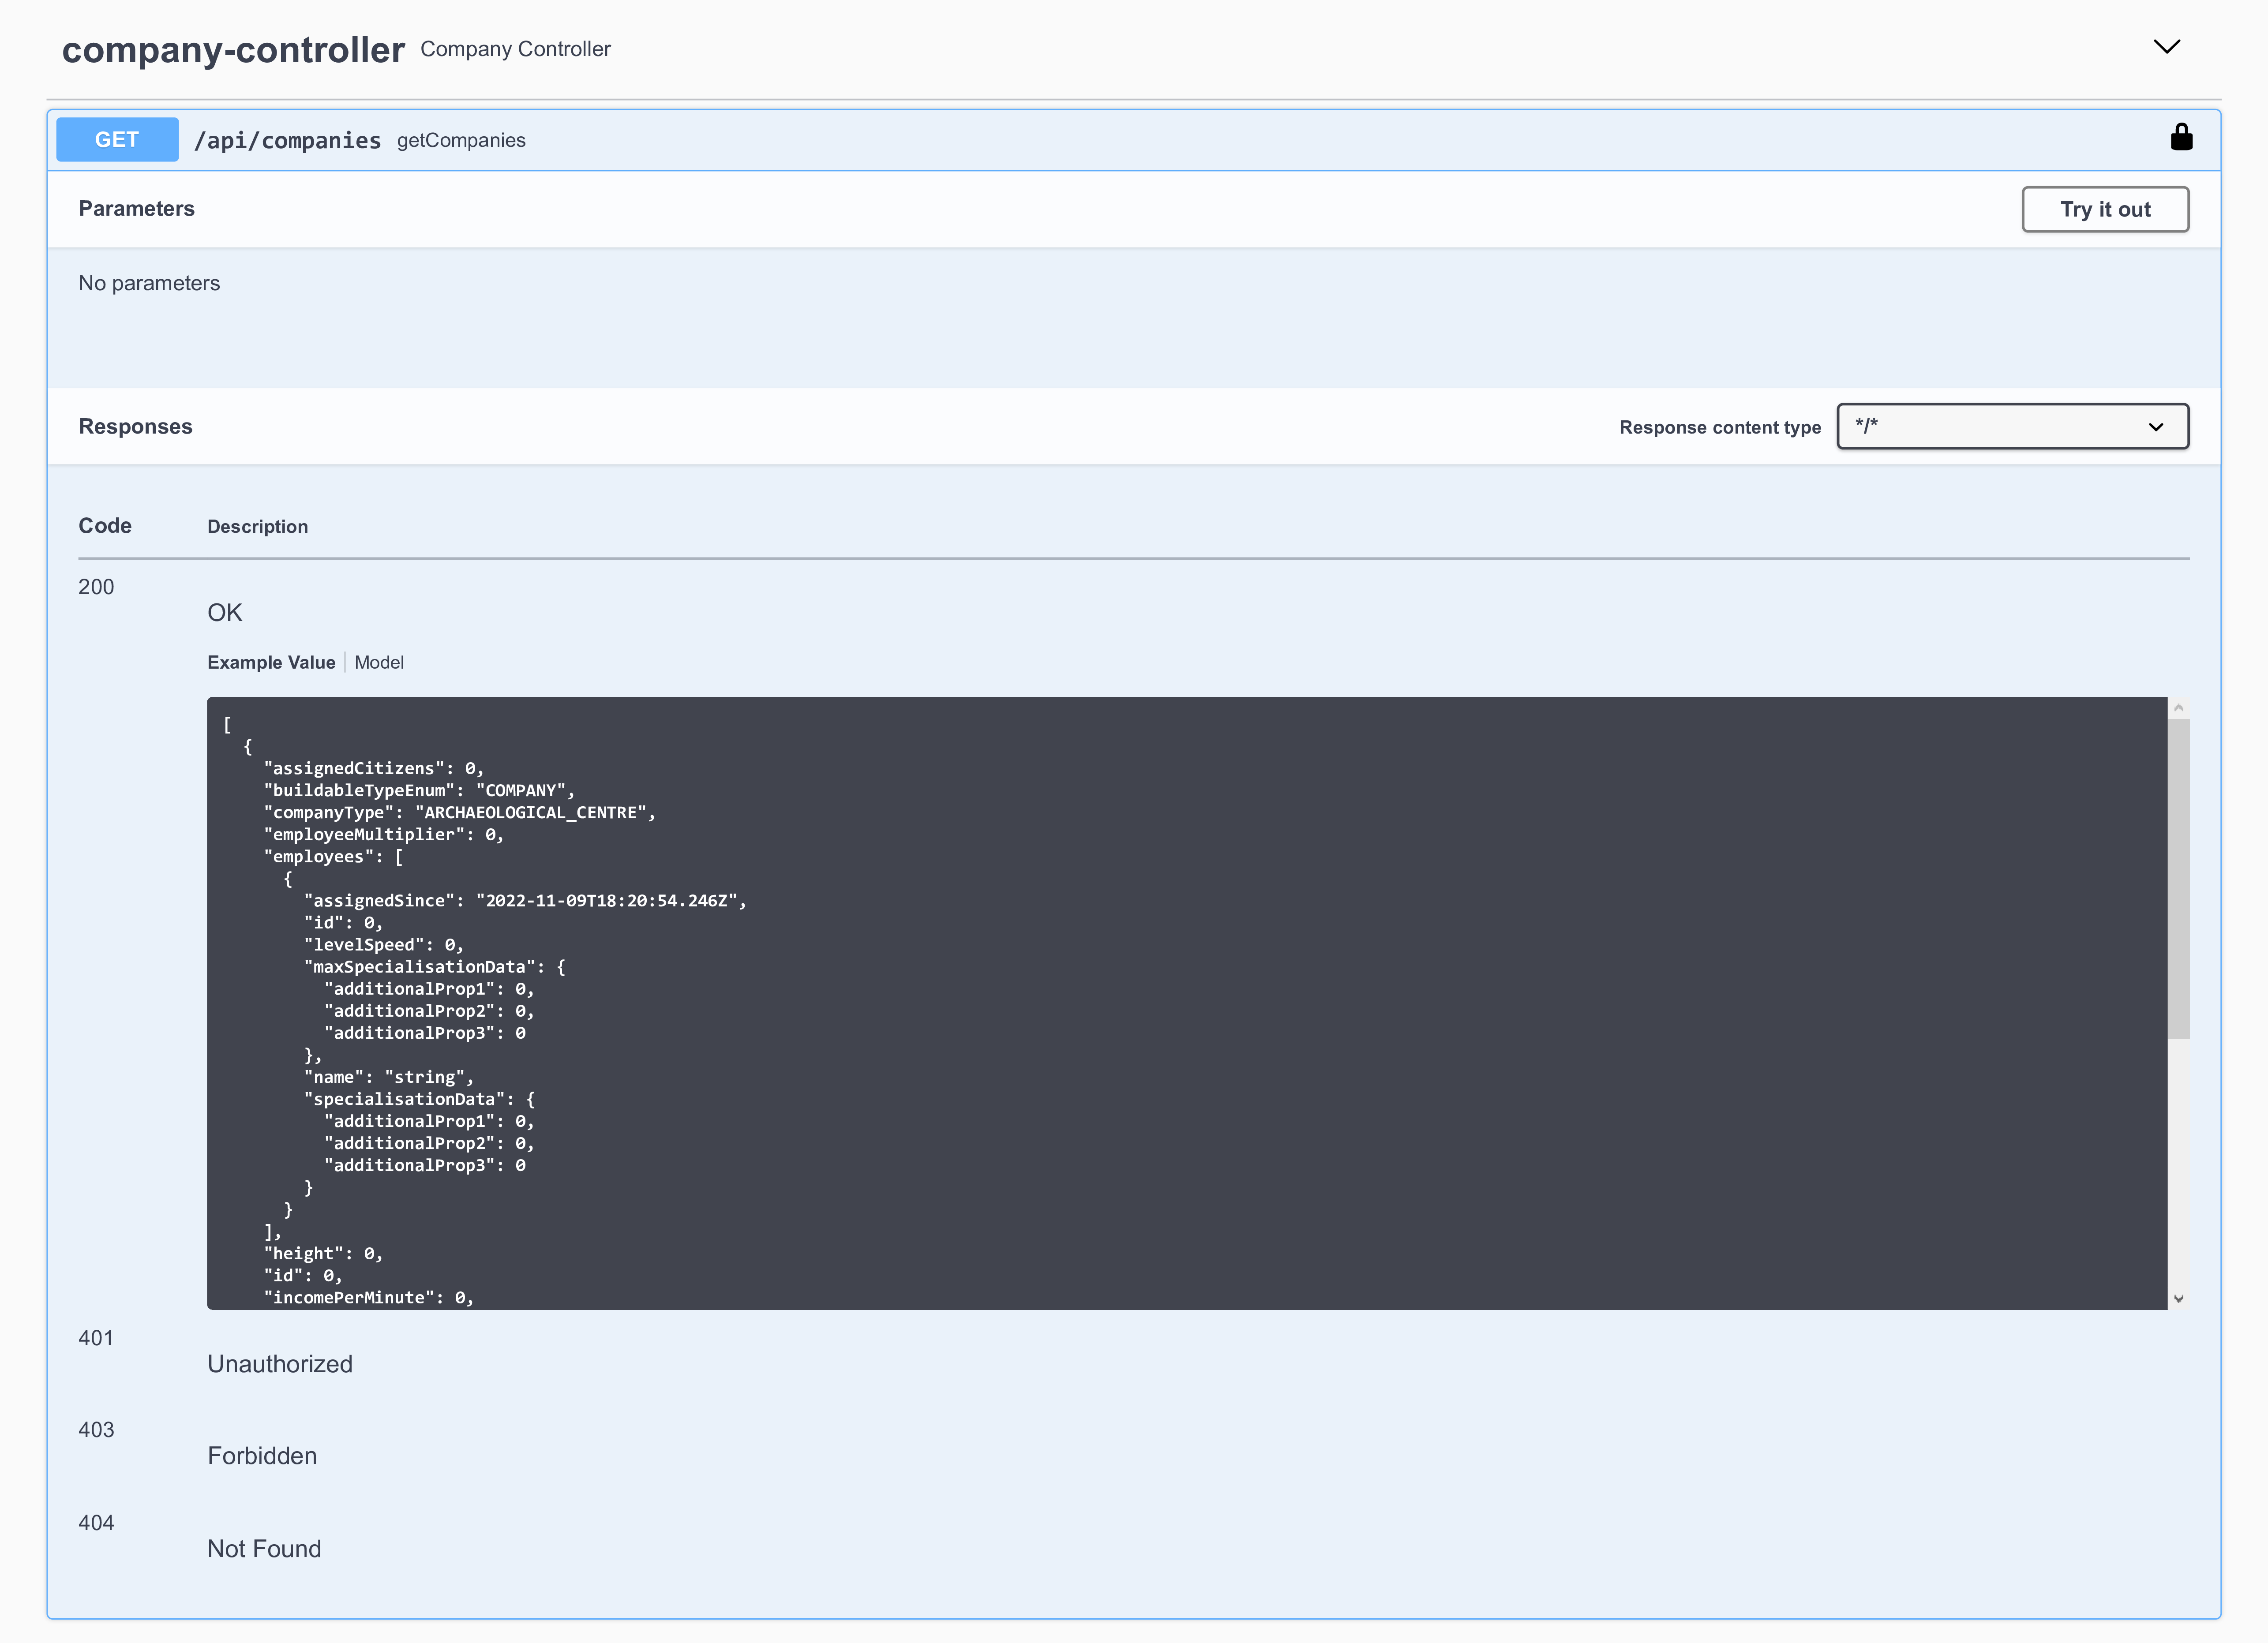 company-controller Company Controller
GET /api/companies getCompanies
Parameters Try it out
No parameters
Responses Response content type */*
Code Description
200
OK
Example Value Model
[
  {
    "assignedCitizens": 0,
    "buildableTypeEnum": "COMPANY",
    "companyType": "ARCHAEOLOGICAL_CENTRE",
    "employeeMultiplier": 0,
    "employees": [
      {
        "assignedSince": "2022-11-09T18:20:54.246Z",
        "id": 0,
        "levelSpeed": 0,
        "maxSpecialisationData": {
          "additionalProp1": 0,
          "additionalProp2": 0,
          "additionalProp3": 0
        },
        "name": "string",
        "specialisationData": {
          "additionalProp1": 0,
          "additionalProp2": 0,
          "additionalProp3": 0
        }
      }
    ],
    "height": 0,
    "id": 0,
    "incomePerMinute": 0,
401
Unauthorized
403
Forbidden
404
Not Found